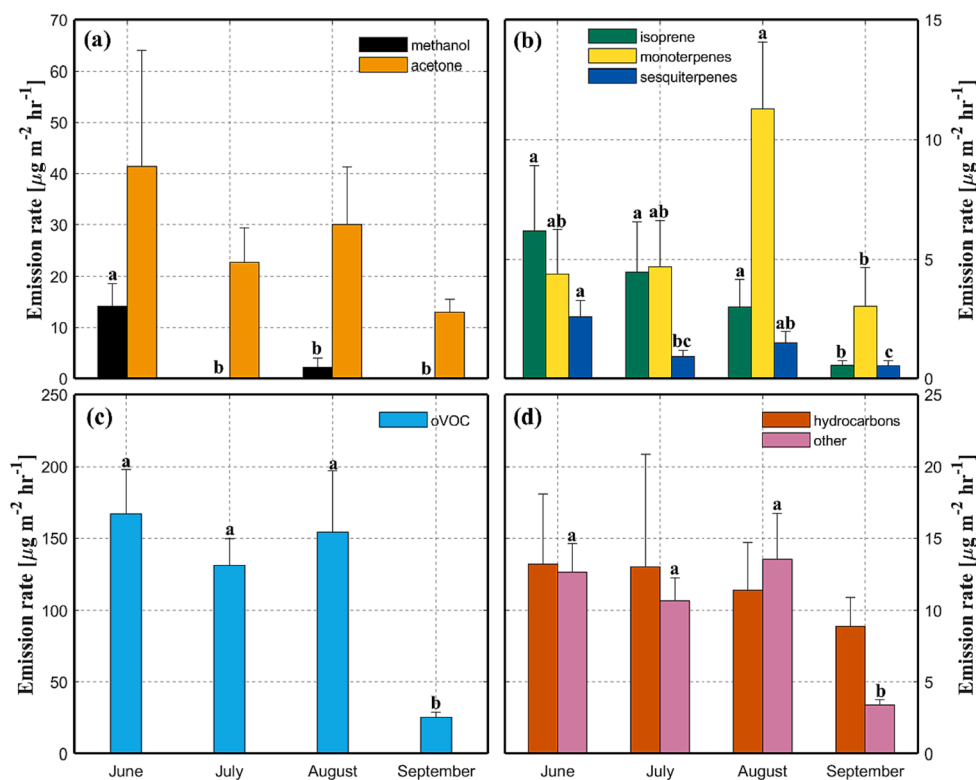 (a)
methanol
acetone
Emission rate [µg m-2 hr-1]
70
60
50
40
30
20
10
0
a
b
b
b
(b)
isoprene
monoterpenes
sesquiterpenes
Emission rate [µg m-2 hr-1]
15
10
5
0
a
ab
a
a
ab
bc
a
a
ab
b
b
c
(c)
oVOC
Emission rate [µg m-2 hr-1]
250
200
150
100
50
0
a
a
a
b
June July August September
(d)
hydrocarbons
other
Emission rate [µg m-2 hr-1]
25
20
15
10
5
0
a
a
a
b
June July August September